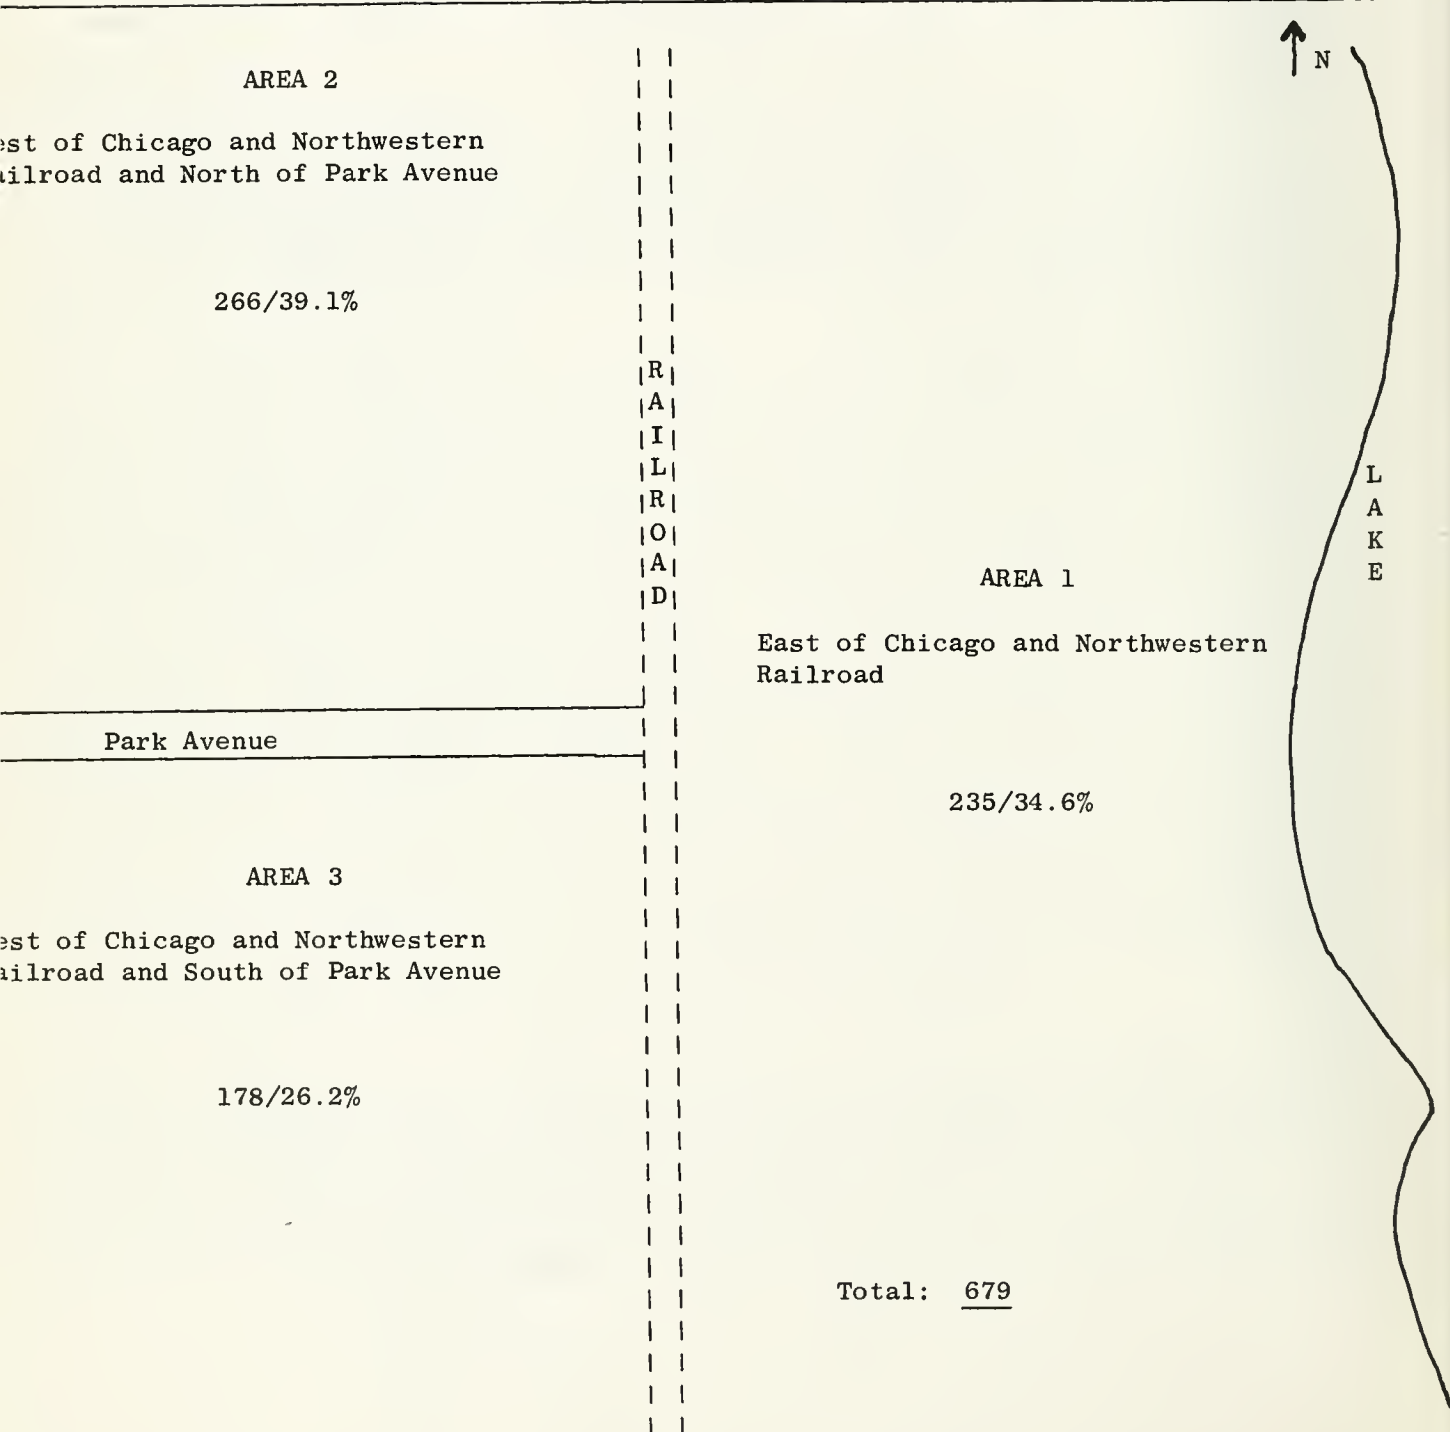 N
AREA 2
est of Chicago and Northwestern
ailroad and North of Park Avenue
266/39.1%
R
A
I
L
R
O
A
D
L
A
K
E
AREA 1
East of Chicago and Northwestern
Railroad
235/34.6%
Park Avenue
AREA 3
est of Chicago and Northwestern
ailroad and South of Park Avenue
178/26.2%
Total: 679